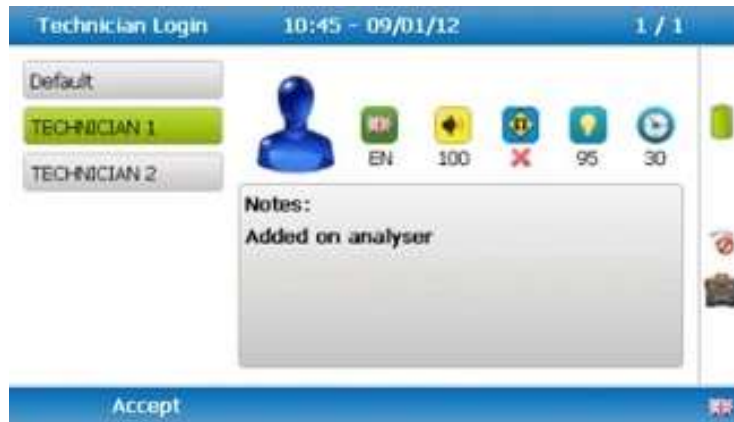 Technician Login 10:45 - 09/01/12 1 / 1
Default
TECHNICIAN 1
TECHNICIAN 2
EN 100 95 30
Notes:
Added on analyser
Accept